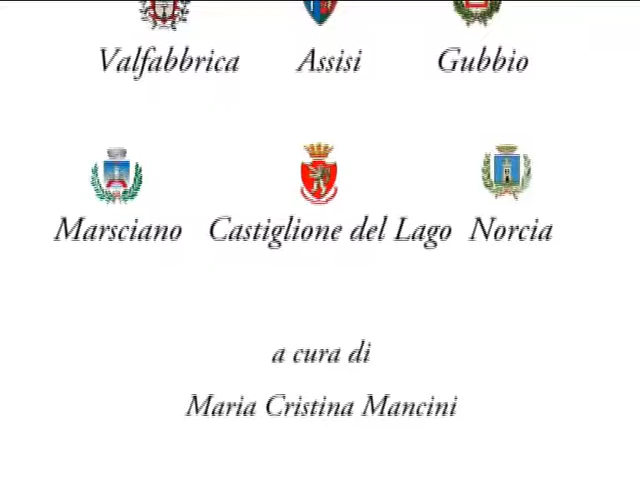 Valfabbrica Assisi Gubbio
Marsciano Castiglione del Lago Norcia
a cura di
Maria Cristina Mancini